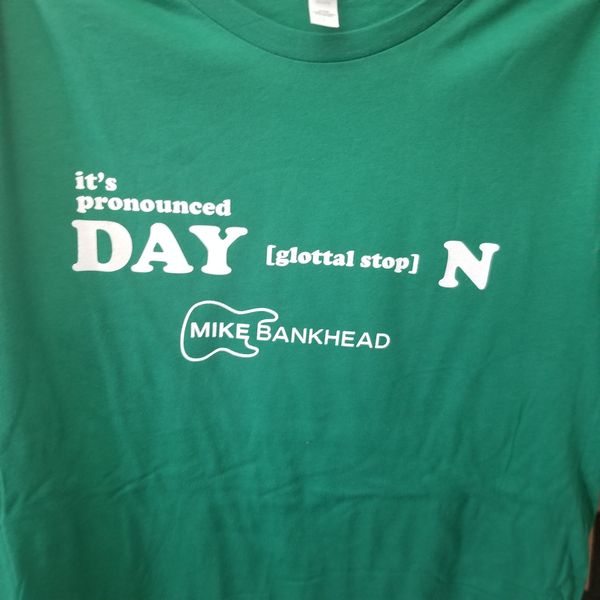 it's
pronounced
DAY [glottal stop] N
MIKE BANKHEAD